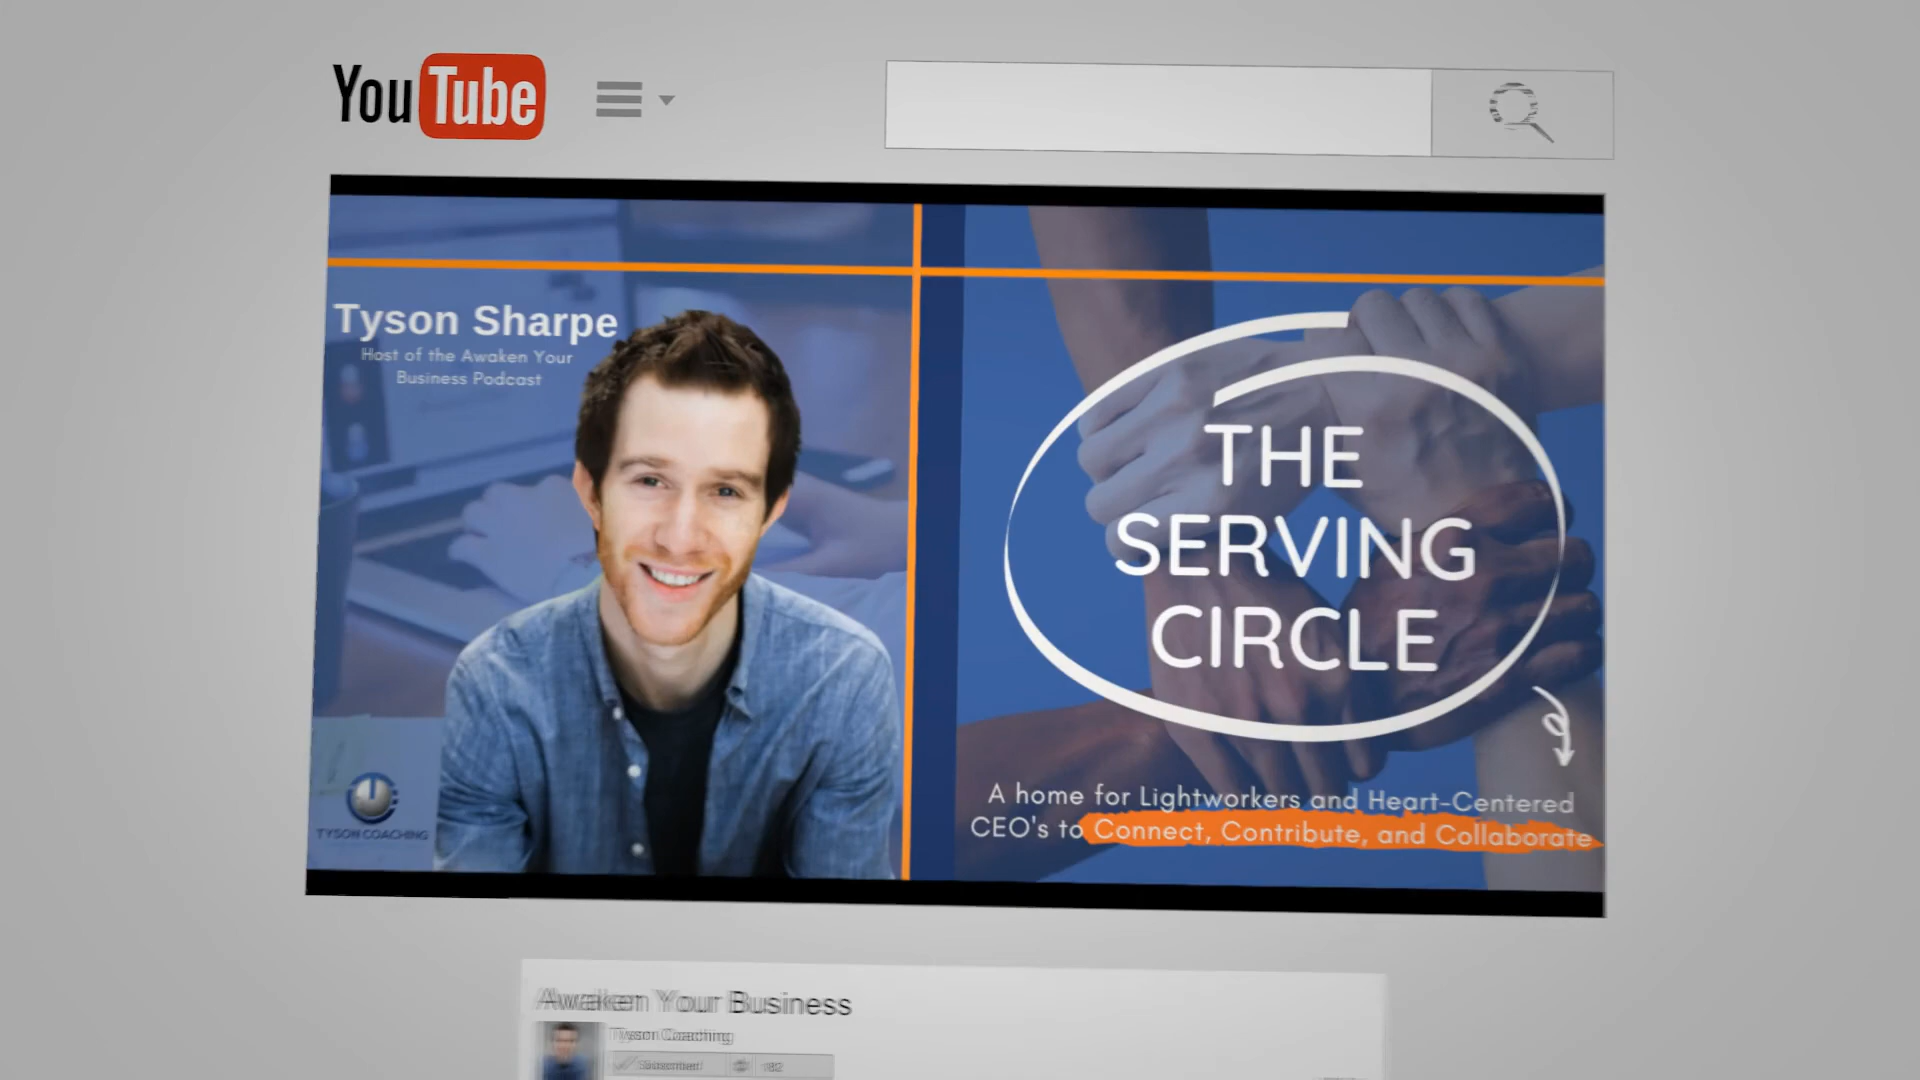 YouTube
Tyson Sharpe
Host of the Awaken Your
Business Podcast
THE
SERVING
CIRCLE
A home for Lightworkers and Heart-Centered
CEO's to Connect, Contribute, and Collaborate
TYSON COACHING
Awaken Your Business
Tyson Coaching